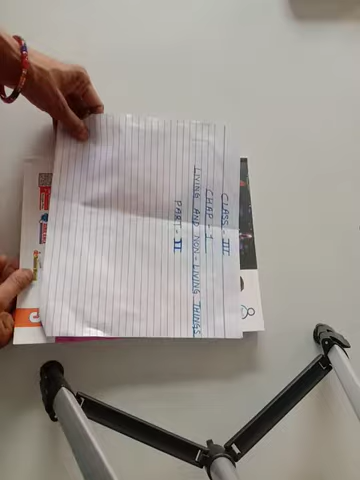 CLASS - III
CHAP - 1
LIVING AND NON-LIVING THINGS
PART - II